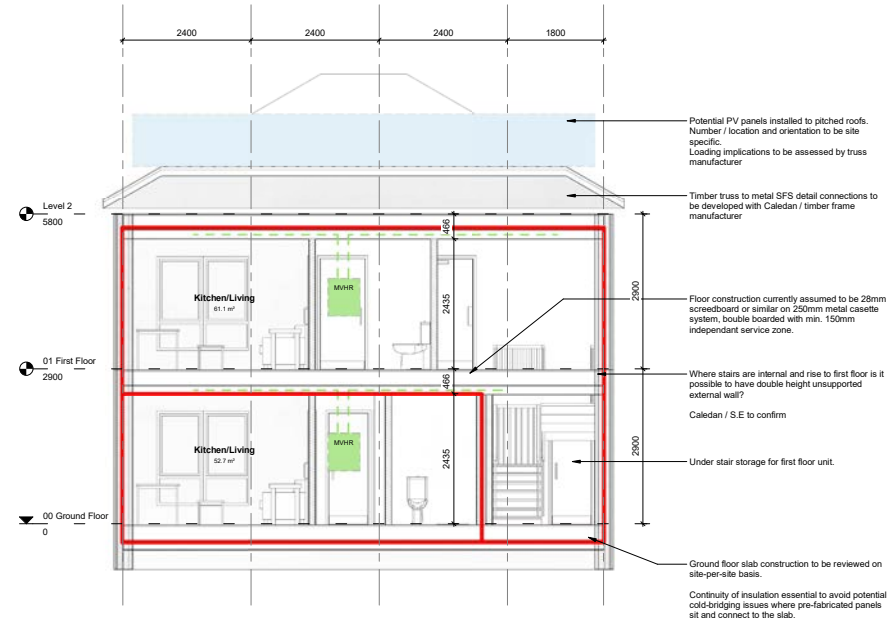 2400
2400
2400
1800
Potential PV panels installed to pitched roofs.
Number / location and orientation to be site
specific.
Loading implications to be assessed by truss
manufacturer
Timber truss to metal SFS detail connections to
be developed with Caledan / timber frame
manufacturer
Level 2
5800
466
MVHR
Kitchen/Living
61.1 m²
2435
2900
Floor construction currently assumed to be 28mm
screedboard or similar on 250mm metal casette
system, bouble boarded with min. 150mm
independant service zone.
01 First Floor
2900
466
Where stairs are internal and rise to first floor is it
possible to have double height unsupported
external wall?
Caledan / S.E to confirm
MVHR
Kitchen/Living
52.7 m²
2435
2900
Under stair storage for first floor unit.
00 Ground Floor
0
Ground floor slab construction to be reviewed on
site-per-site basis.
Continuity of insulation essential to avoid potential
cold-bridging issues where pre-fabricated panels
sit and connect to the slab.